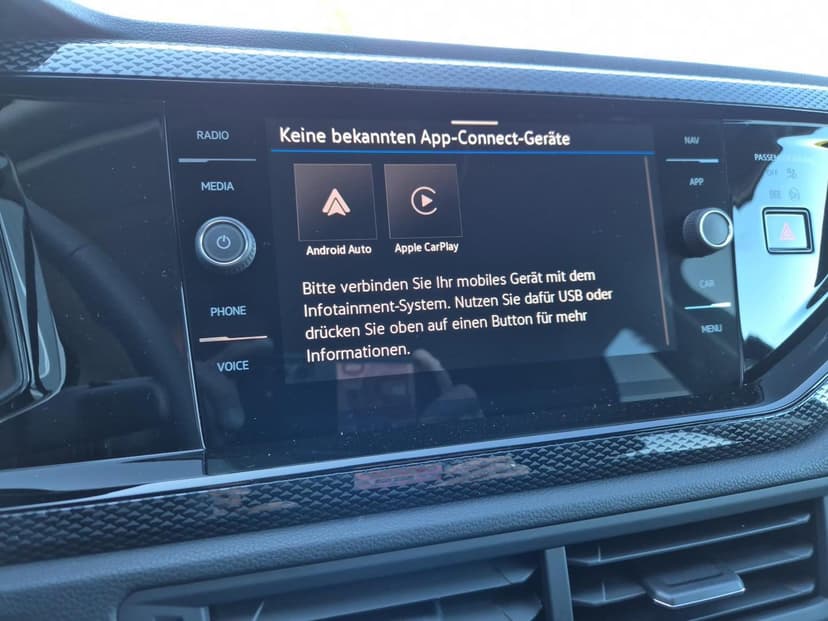 RADIO
MEDIA
PHONE
VOICE
Keine bekannten App-Connect-Geräte
Android Auto
Apple CarPlay
Bitte verbinden Sie Ihr mobiles Gerät mit dem
Infotainment-System. Nutzen Sie dafür USB oder
drücken Sie oben auf einen Button für mehr
Informationen.
NAV
APP
CAR
MENU
OFF